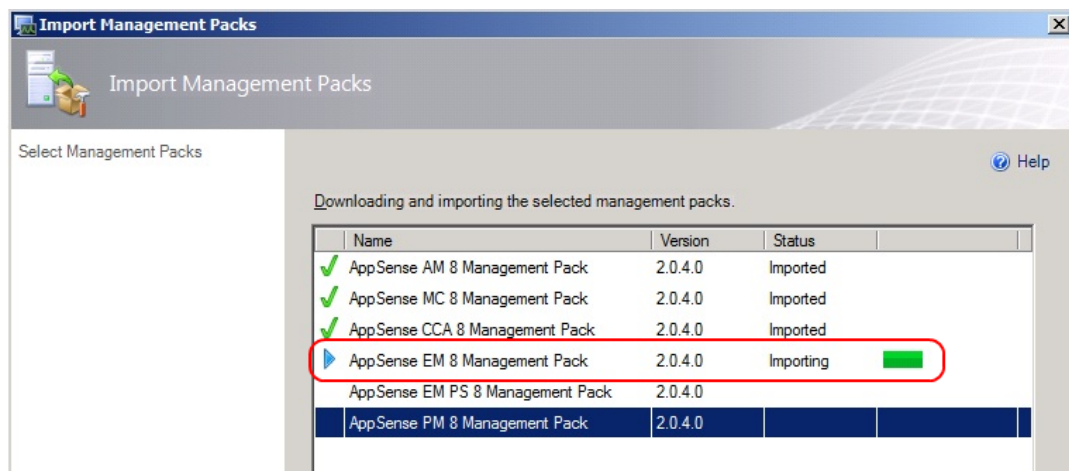 Import Management Packs
Import Management Packs
Select Management Packs
Help
Downloading and importing the selected management packs.
Name Version Status
AppSense AM 8 Management Pack 2.0.4.0 Imported
AppSense MC 8 Management Pack 2.0.4.0 Imported
AppSense CCA 8 Management Pack 2.0.4.0 Imported
AppSense EM 8 Management Pack 2.0.4.0 Importing
AppSense EM PS 8 Management Pack 2.0.4.0
AppSense PM 8 Management Pack 2.0.4.0